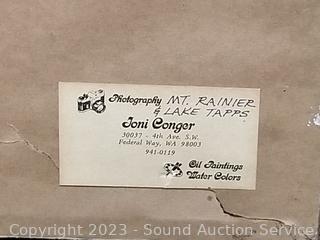 Photography MT. RAINIER
& LAKE TAPPS
Joni Conger
30037 - 4th Ave. S.W.
Federal Way, WA 98003
941-0119
Oil Paintings
Water Colors
Copyright 2023 - Sound Auction Service